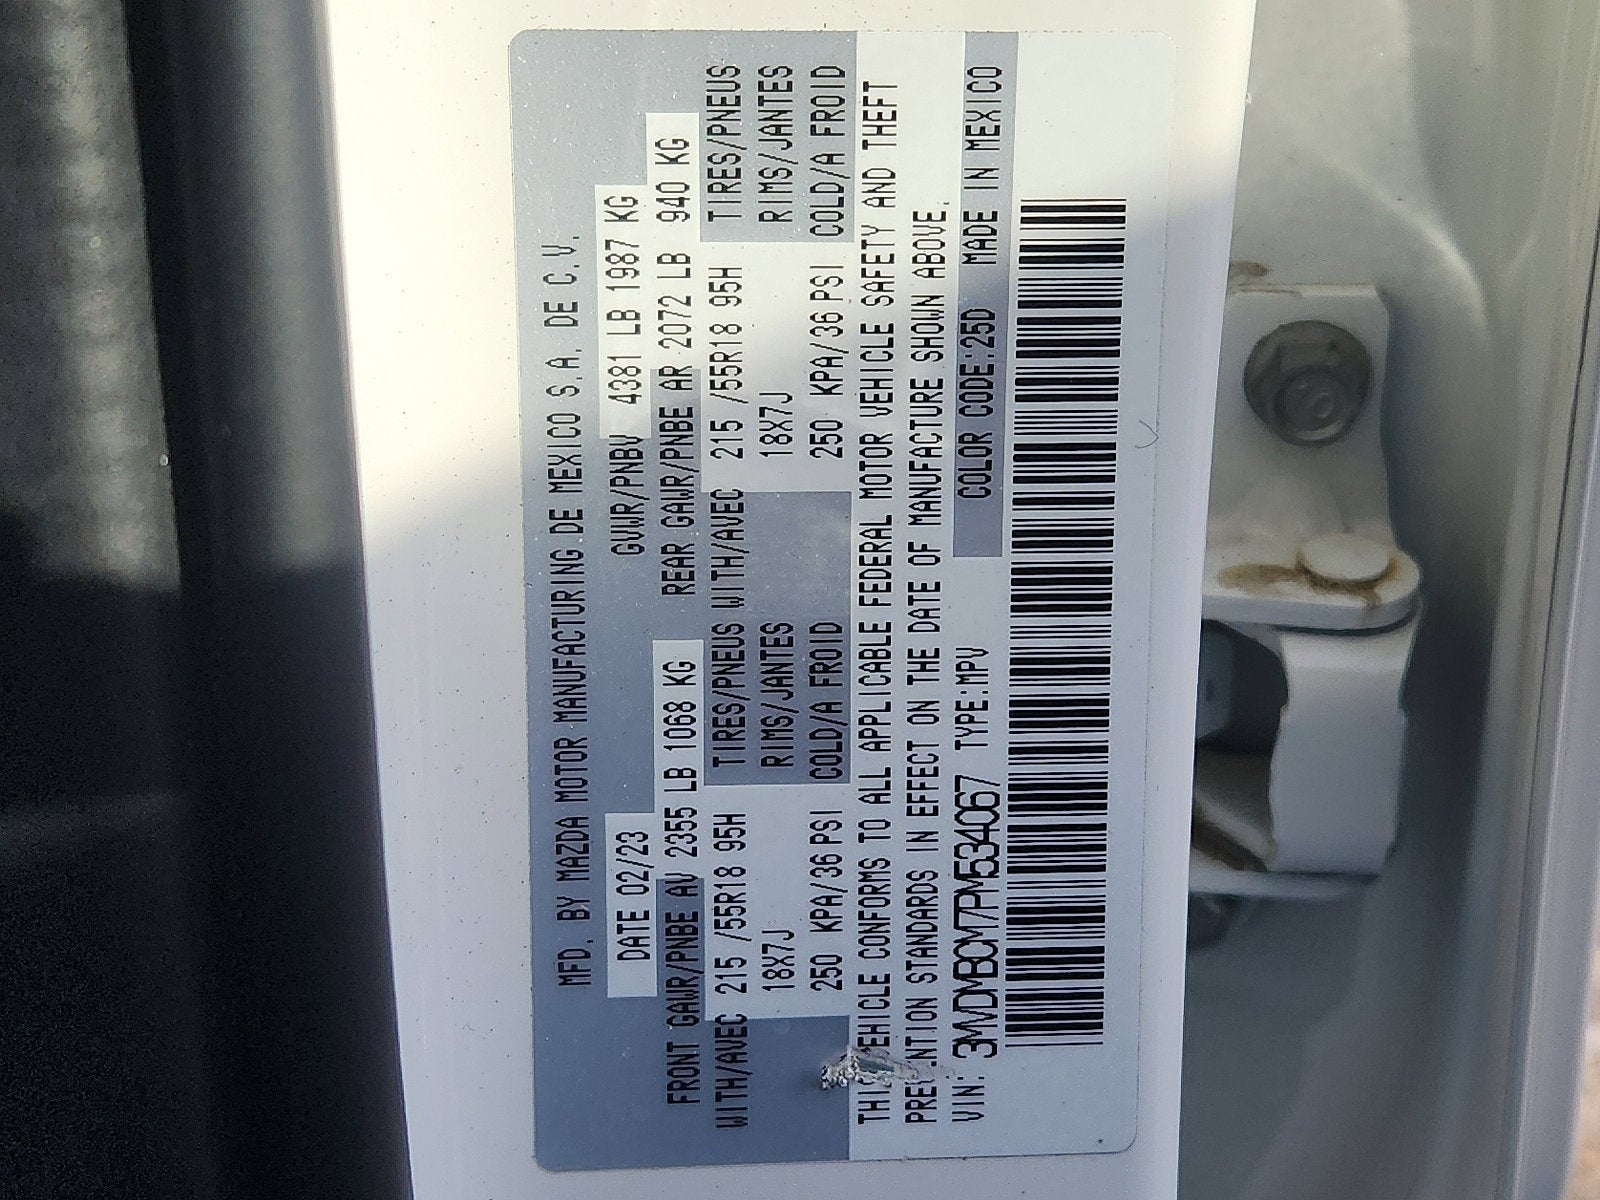 MFD. BY MAZDA MOTOR MANUFACTURING DE MEXICO S.A. DE C.V.
DATE 02/23 GVWR/PNBV 4381 LB 1987 KG
FRONT GAWR/PNBE AV 2355 LB 1068 KG REAR GAWR/PNBE AR 2072 LB 940 KG
WITH/AVEC 215 /55R18 95H TIRES/PNEUS WITH/AVEC 215 /55R18 95H TIRES/PNEUS
18X7J RIMS/JANTES 18X7J RIMS/JANTES
250 KPA/36 PSI COLD/A FROID 250 KPA/36 PSI COLD/A FROID
THIS VEHICLE CONFORMS TO ALL APPLICABLE FEDERAL MOTOR VEHICLE SAFETY AND THEFT
PREVENTION STANDARDS IN EFFECT ON THE DATE OF MANUFACTURE SHOWN ABOVE.
VIN: 3MVDMBCM7PM534067 TYPE:MPV COLOR CODE:25D MADE IN MEXICO